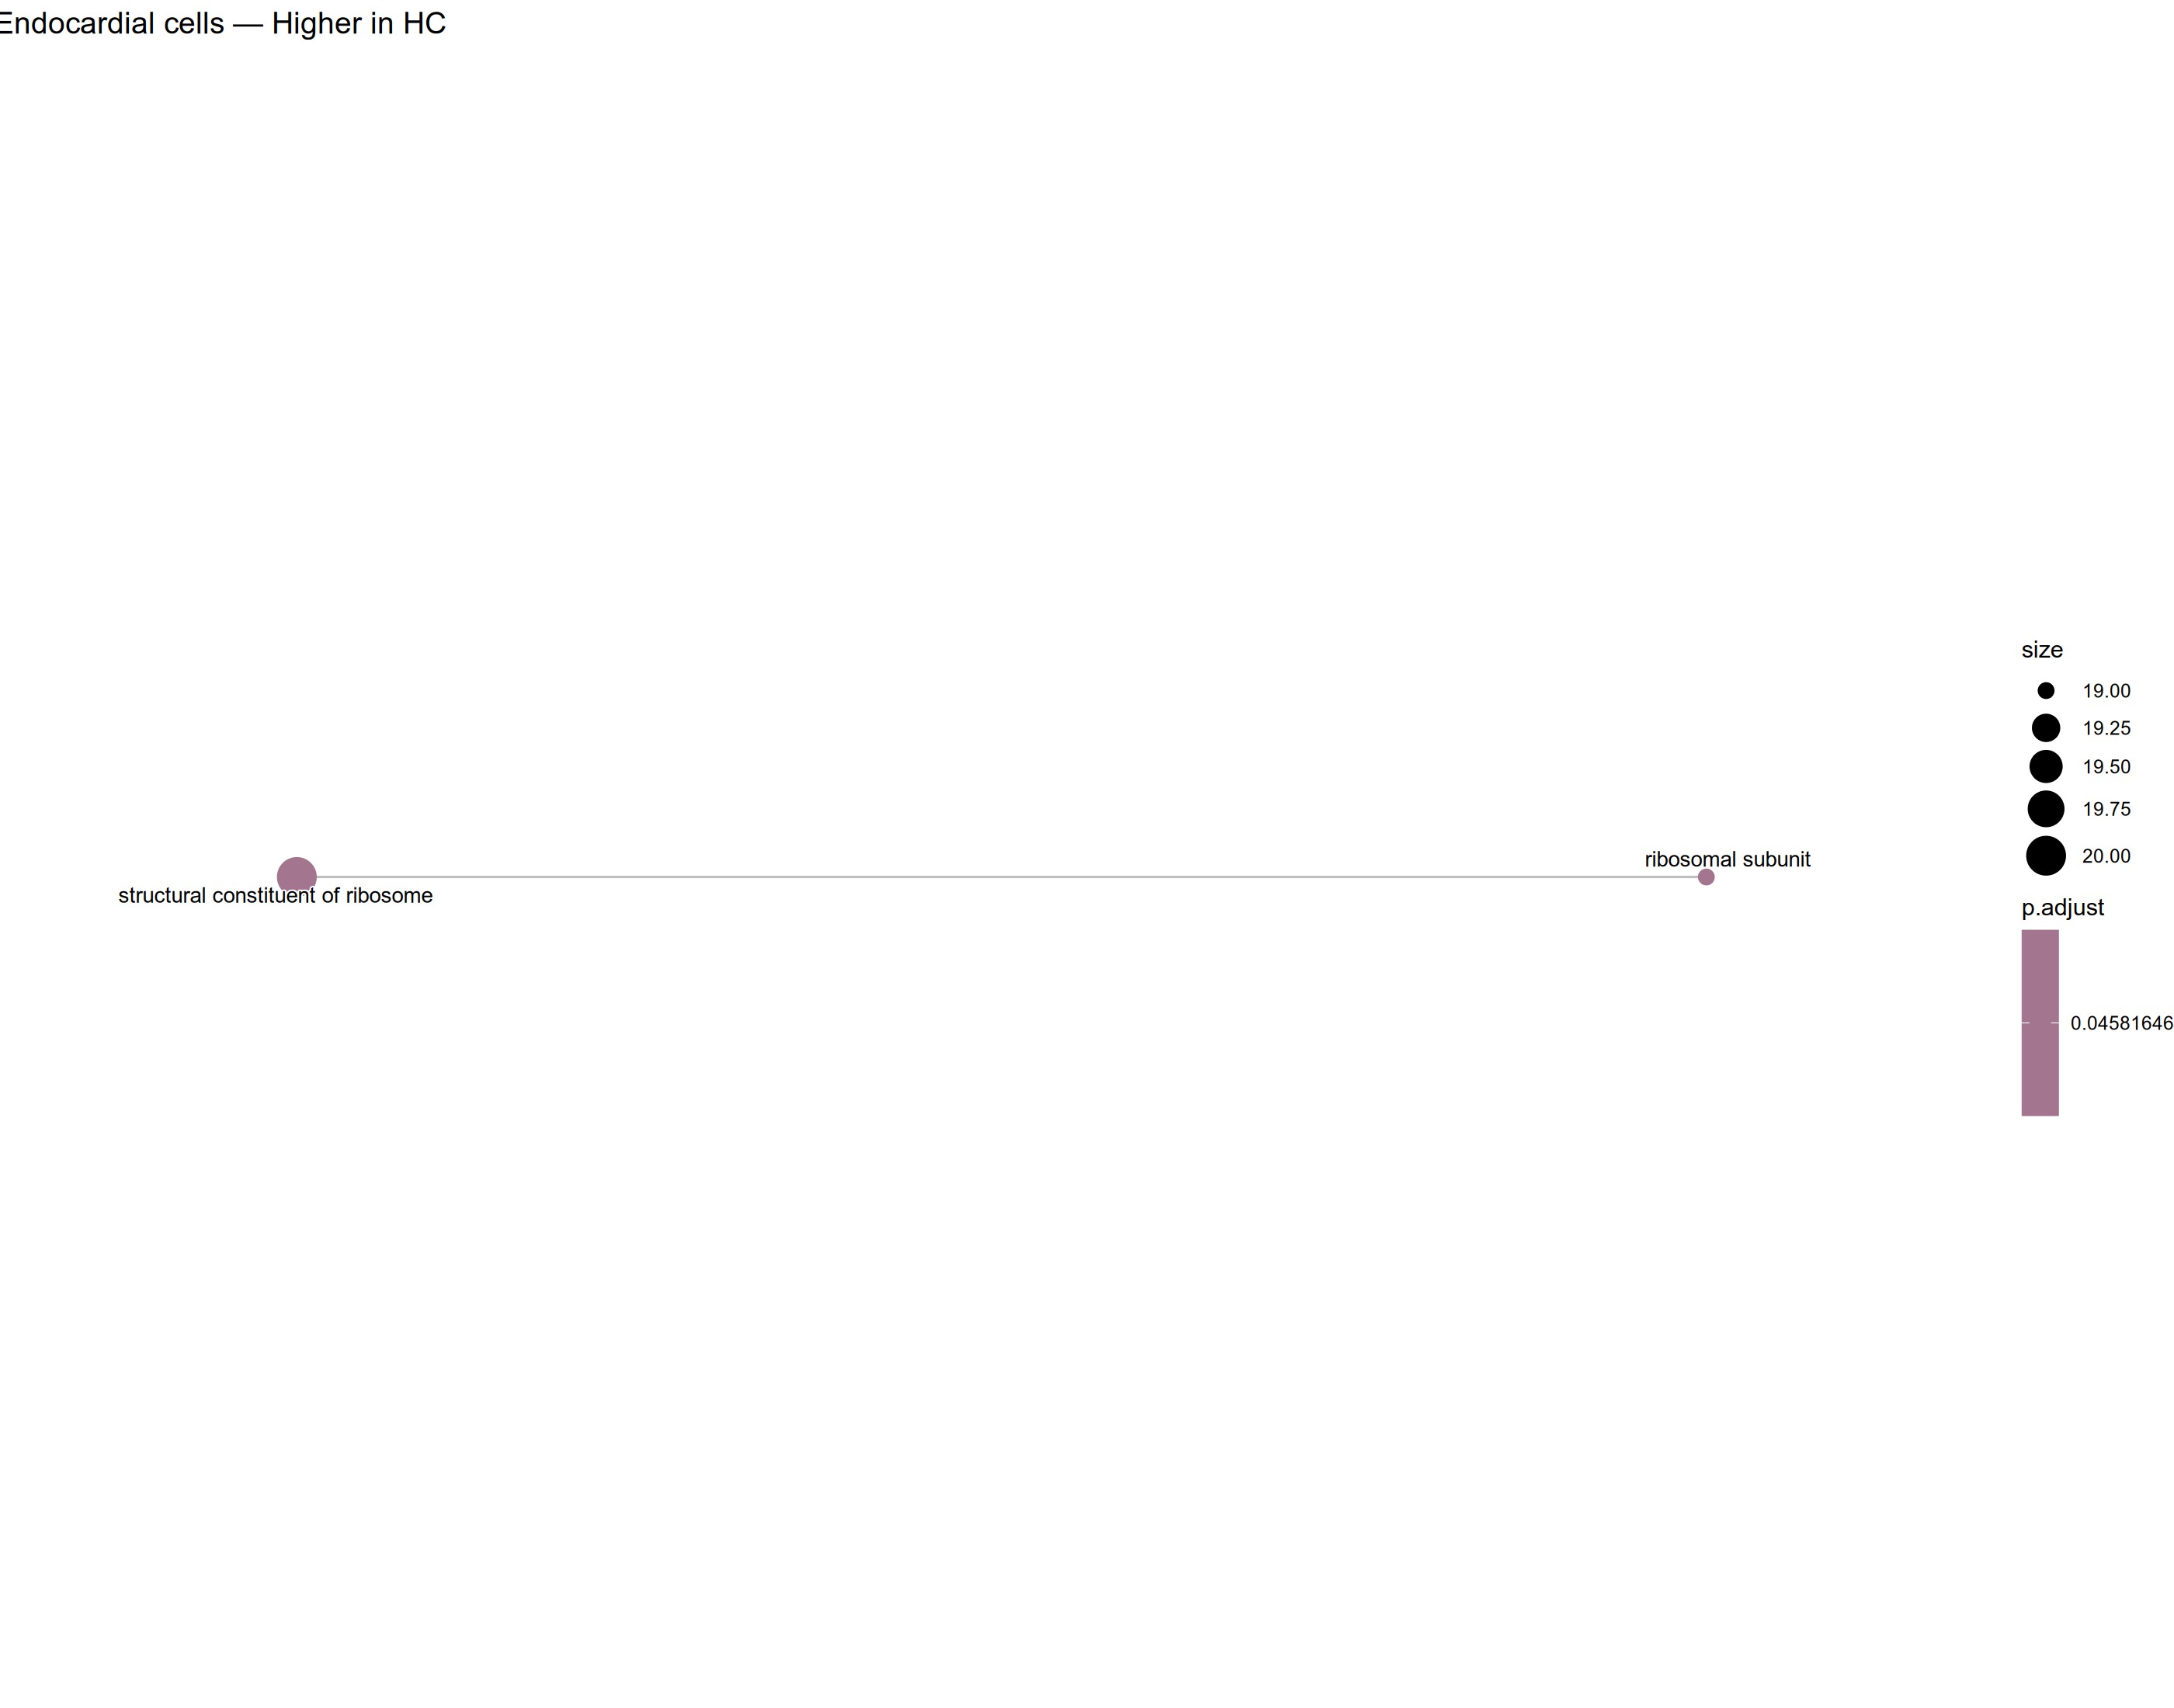 Endocardial cells — Higher in HC
size
19.00
19.25
19.50
19.75
20.00
ribosomal subunit
structural constituent of ribosome
p.adjust
0.04581646